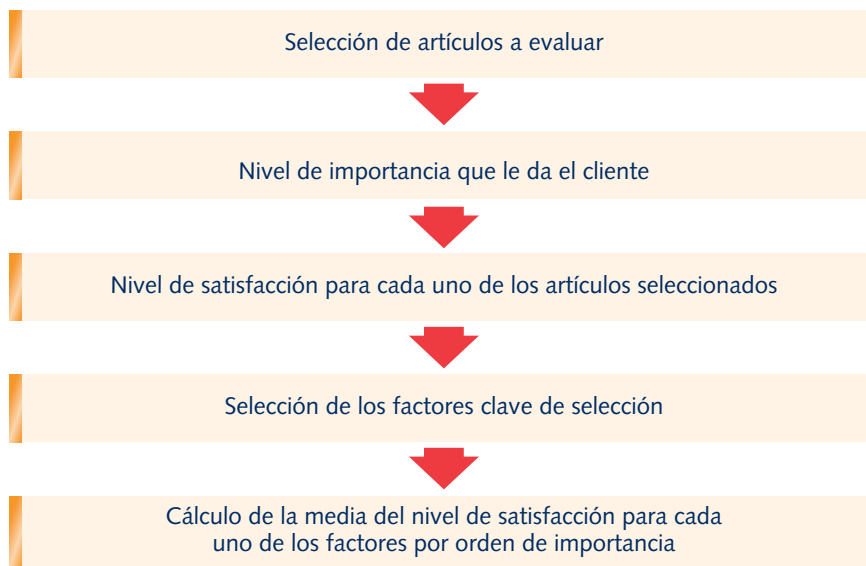 Selección de artículos a evaluar
Nivel de importancia que le da el cliente
Nivel de satisfacción para cada uno de los artículos seleccionados
Selección de los factores clave de selección
Cálculo de la media del nivel de satisfacción para cada
uno de los factores por orden de importancia